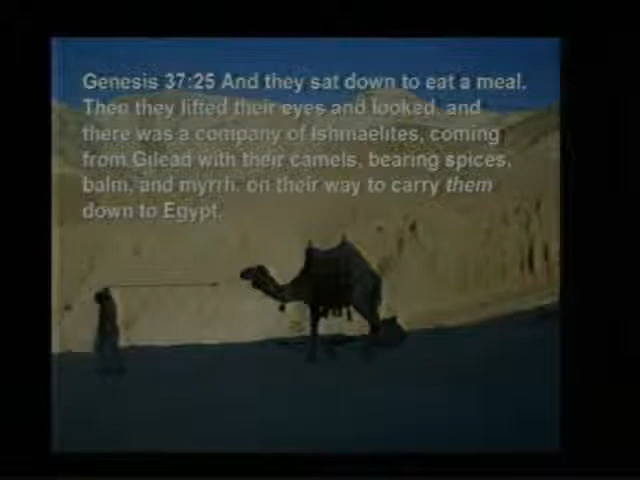 Genesis 37:25 And they sat down to eat a meal.
Then they lifted their eyes and looked, and
there was a company of Ishmaelites, coming
from Gilead with their camels, bearing spices,
balm, and myrrh, on their way to carry them
down to Egypt.